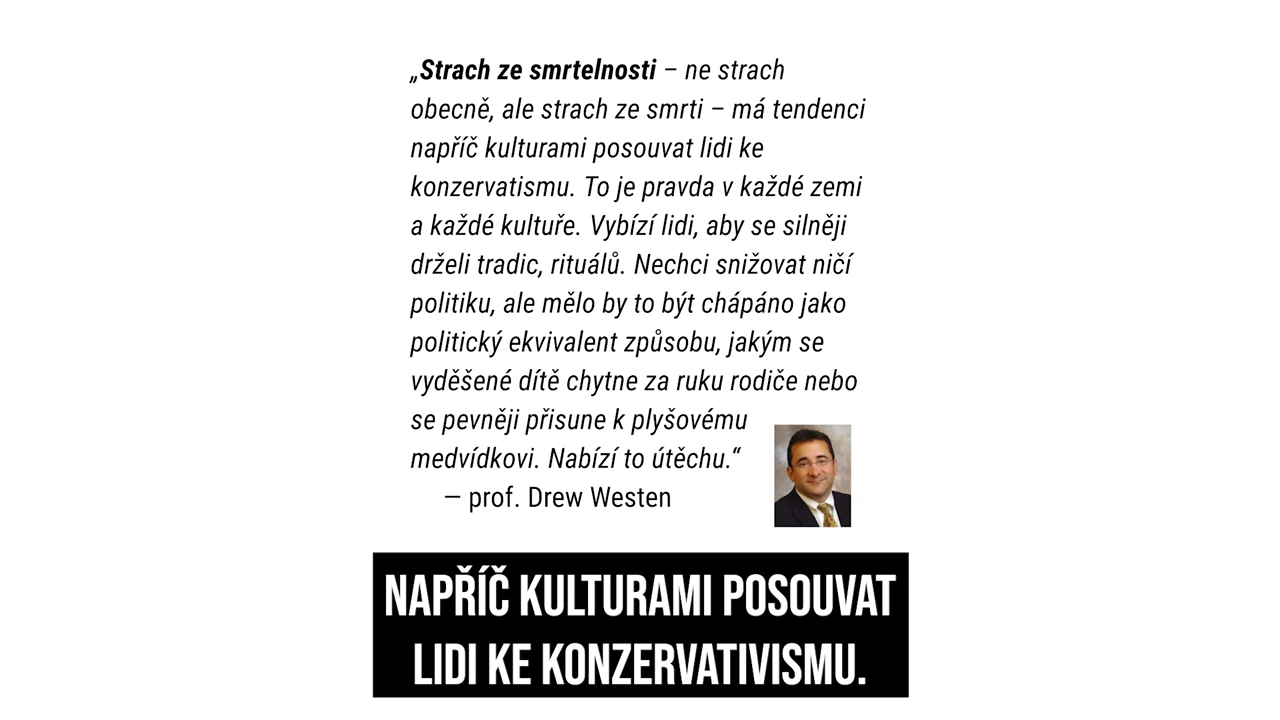 „Strach ze smrtelnosti – ne strach
obecně, ale strach ze smrti – má tendenci
napříč kulturami posouvat lidi ke
konzervatismu. To je pravda v každé zemi
a každé kultuře. Vybízí lidi, aby se silněji
drželi tradic, rituálů. Nechci snižovat ničí
politiku, ale mělo by to být chápáno jako
politický ekvivalent způsobu, jakým se
vyděšené dítě chytne za ruku rodiče nebo
se pevněji přisune k plyšovému
medvídkovi. Nabízí to útěchu.“
— prof. Drew Westen
NAPŘÍČ KULTURAMI POSOUVAT
LIDI KE KONZERVATIVISMU.